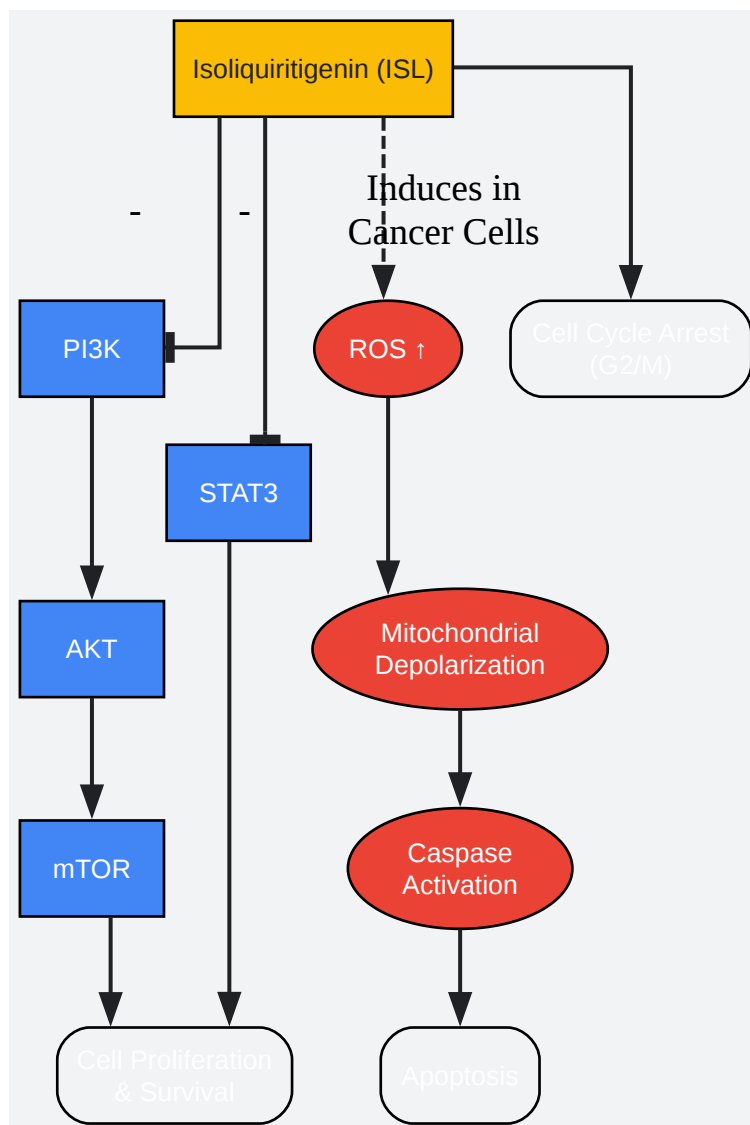 Isoliquiritigenin (ISL)
Induces in
Cancer Cells
-
-
PI3K
ROS ↑
Cell Cycle Arrest
(G2/M)
STAT3
Mitochondrial
Depolarization
AKT
mTOR
Caspase
Activation
Cell Proliferation
& Survival
Apoptosis